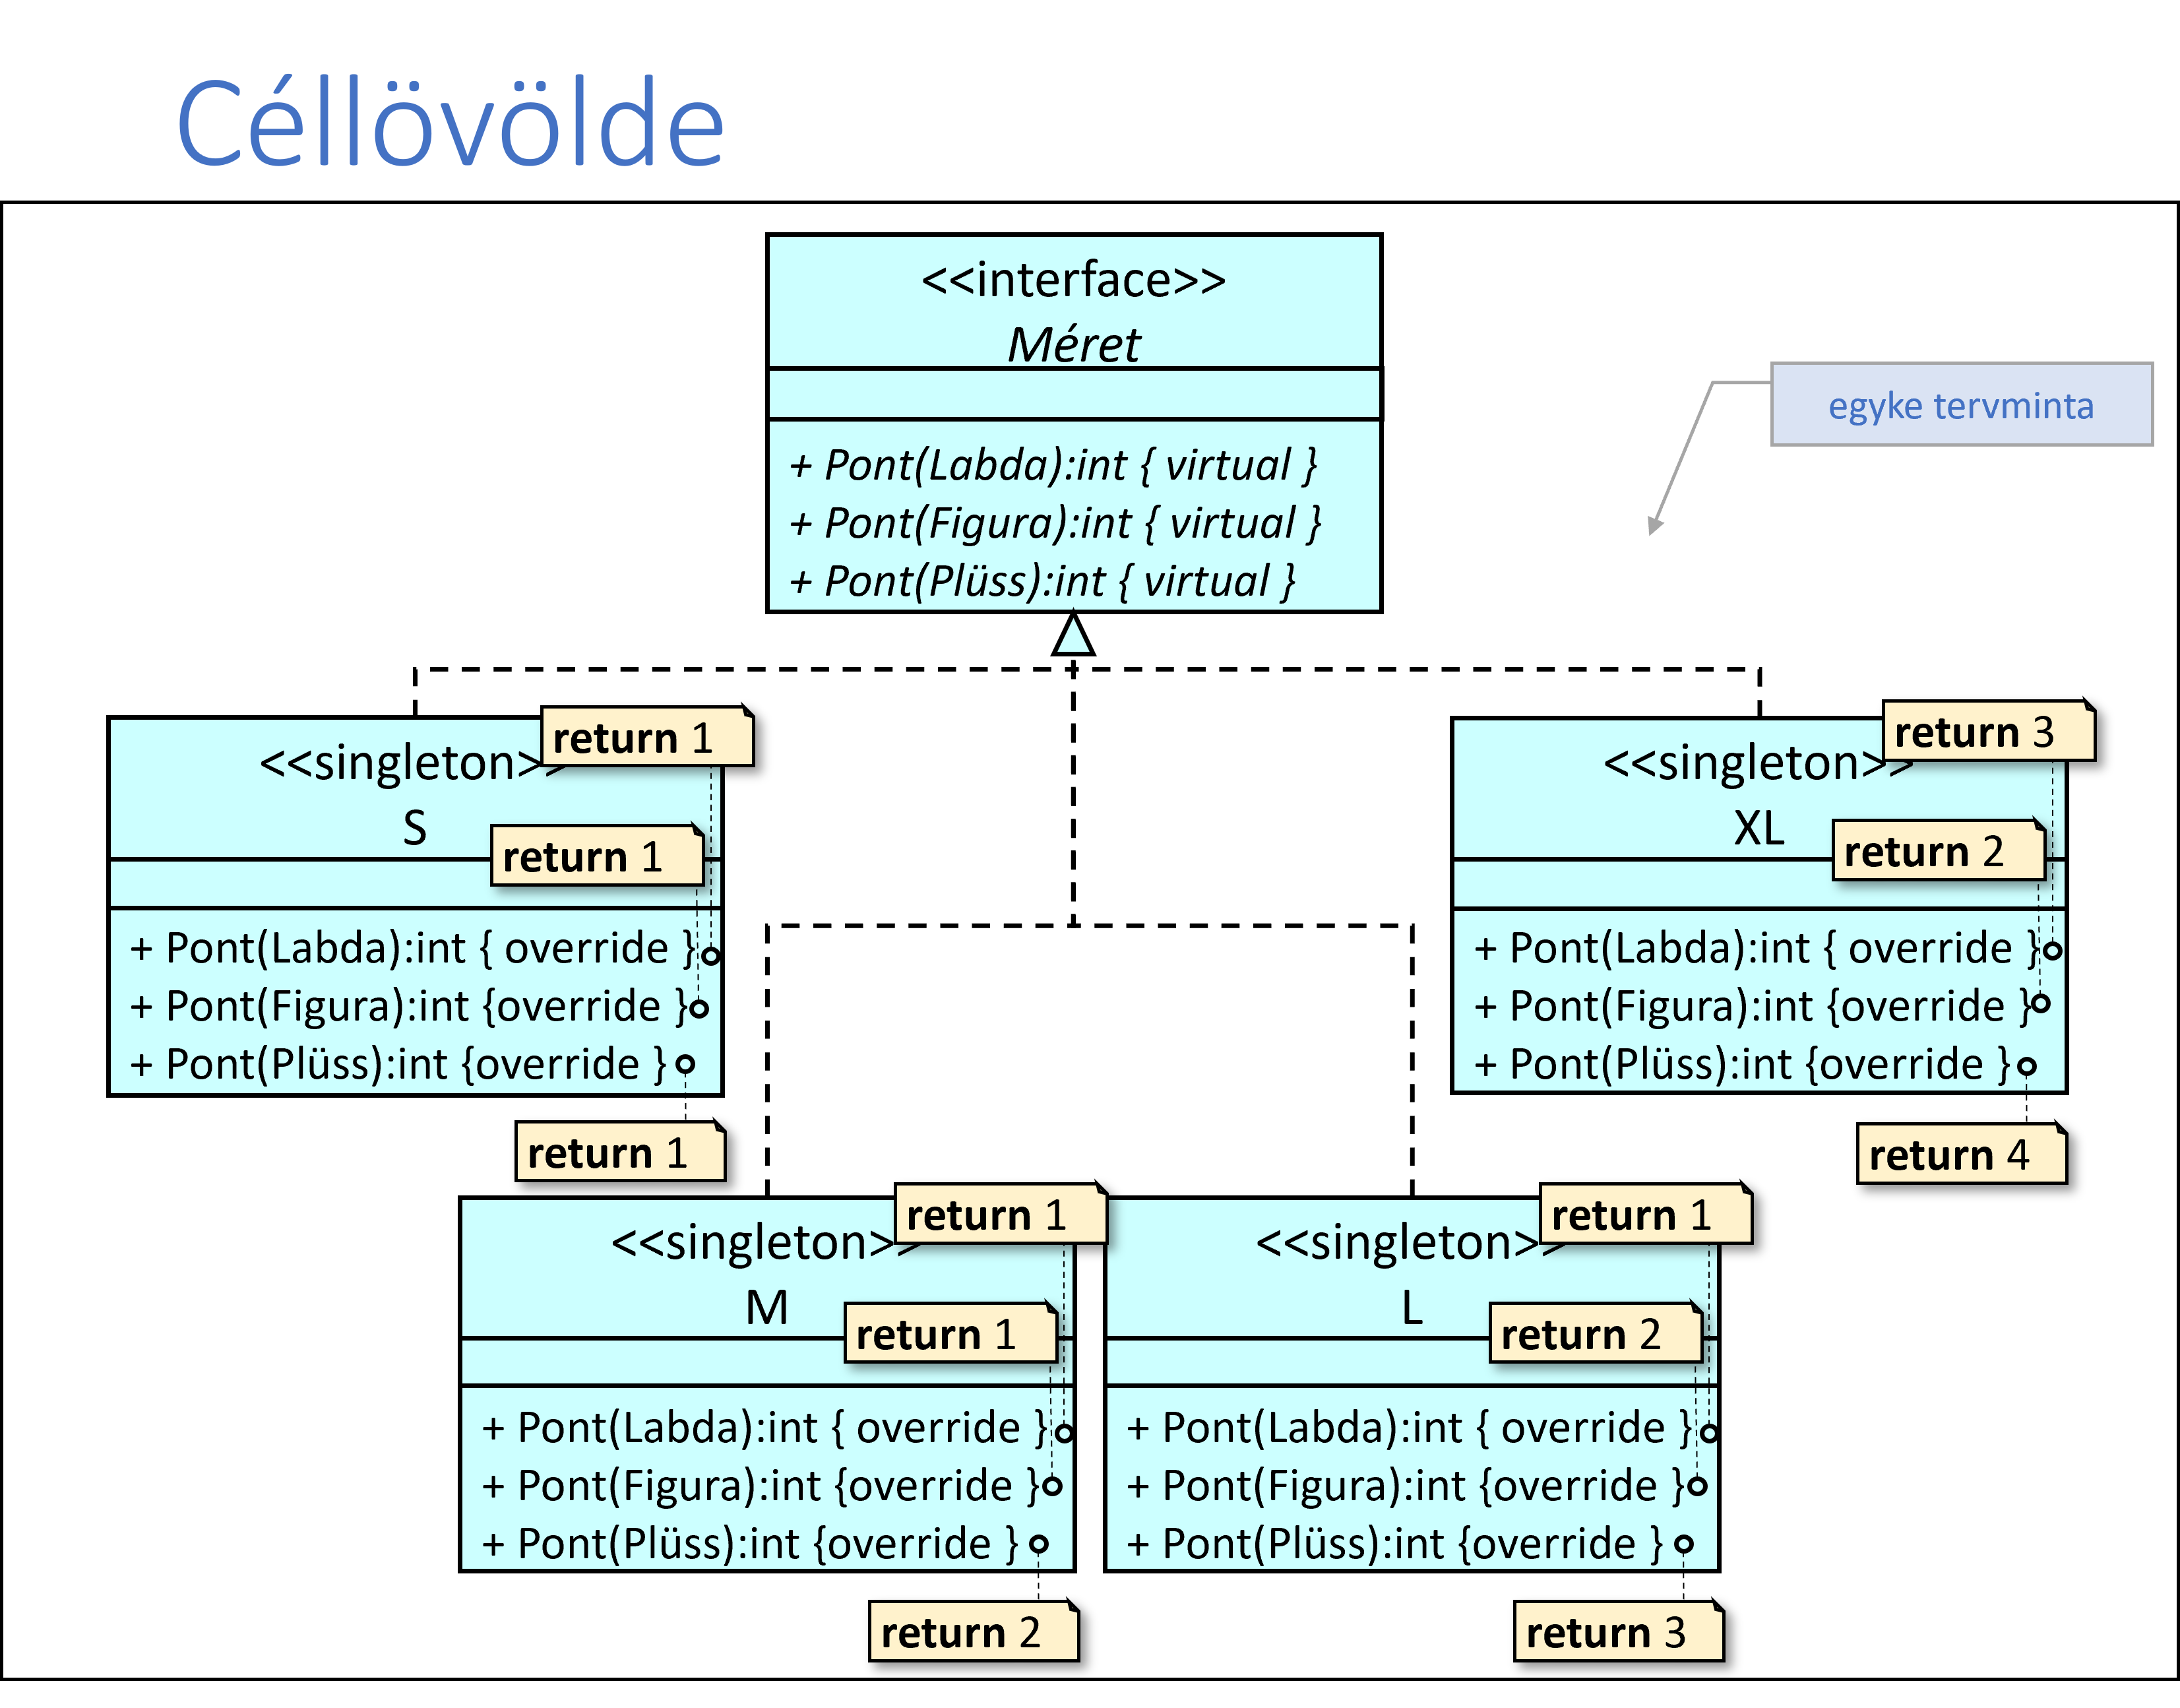 Céllövölde
<<interface>>
Méret
+ Pont(Labda):int { virtual }
+ Pont(Figura):int { virtual }
+ Pont(Plüss):int { virtual }
egyke tervminta
<<singleton>>
S
return 1
return 1
+ Pont(Labda):int { override }
+ Pont(Figura):int {override }
+ Pont(Plüss):int {override }
return 1
<<singleton>>
XL
return 3
return 2
+ Pont(Labda):int { override }
+ Pont(Figura):int {override }
+ Pont(Plüss):int {override }
return 4
<<singleton>>
M
return 1
return 1
+ Pont(Labda):int { override }
+ Pont(Figura):int {override }
+ Pont(Plüss):int {override }
return 2
<<singleton>>
L
return 1
return 2
+ Pont(Labda):int { override }
+ Pont(Figura):int {override }
+ Pont(Plüss):int {override }
return 3